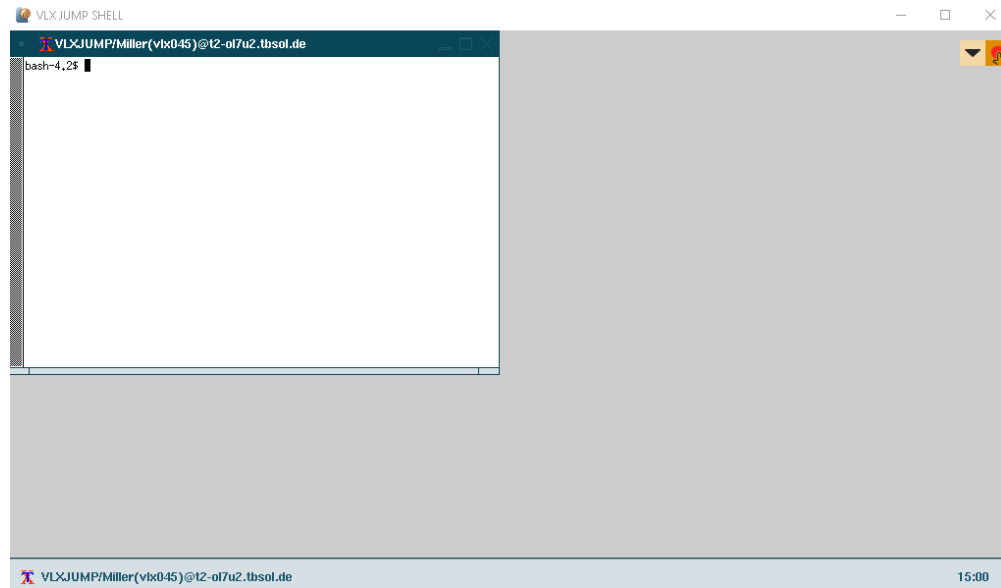 VLX JUMP SHELL
VLXJUMP/Miller(vlx045)@t2-ol7u2.tbsol.de
bash-4.2$
VLXJUMP/Miller(vlx045)@t2-ol7u2.tbsol.de
15:00